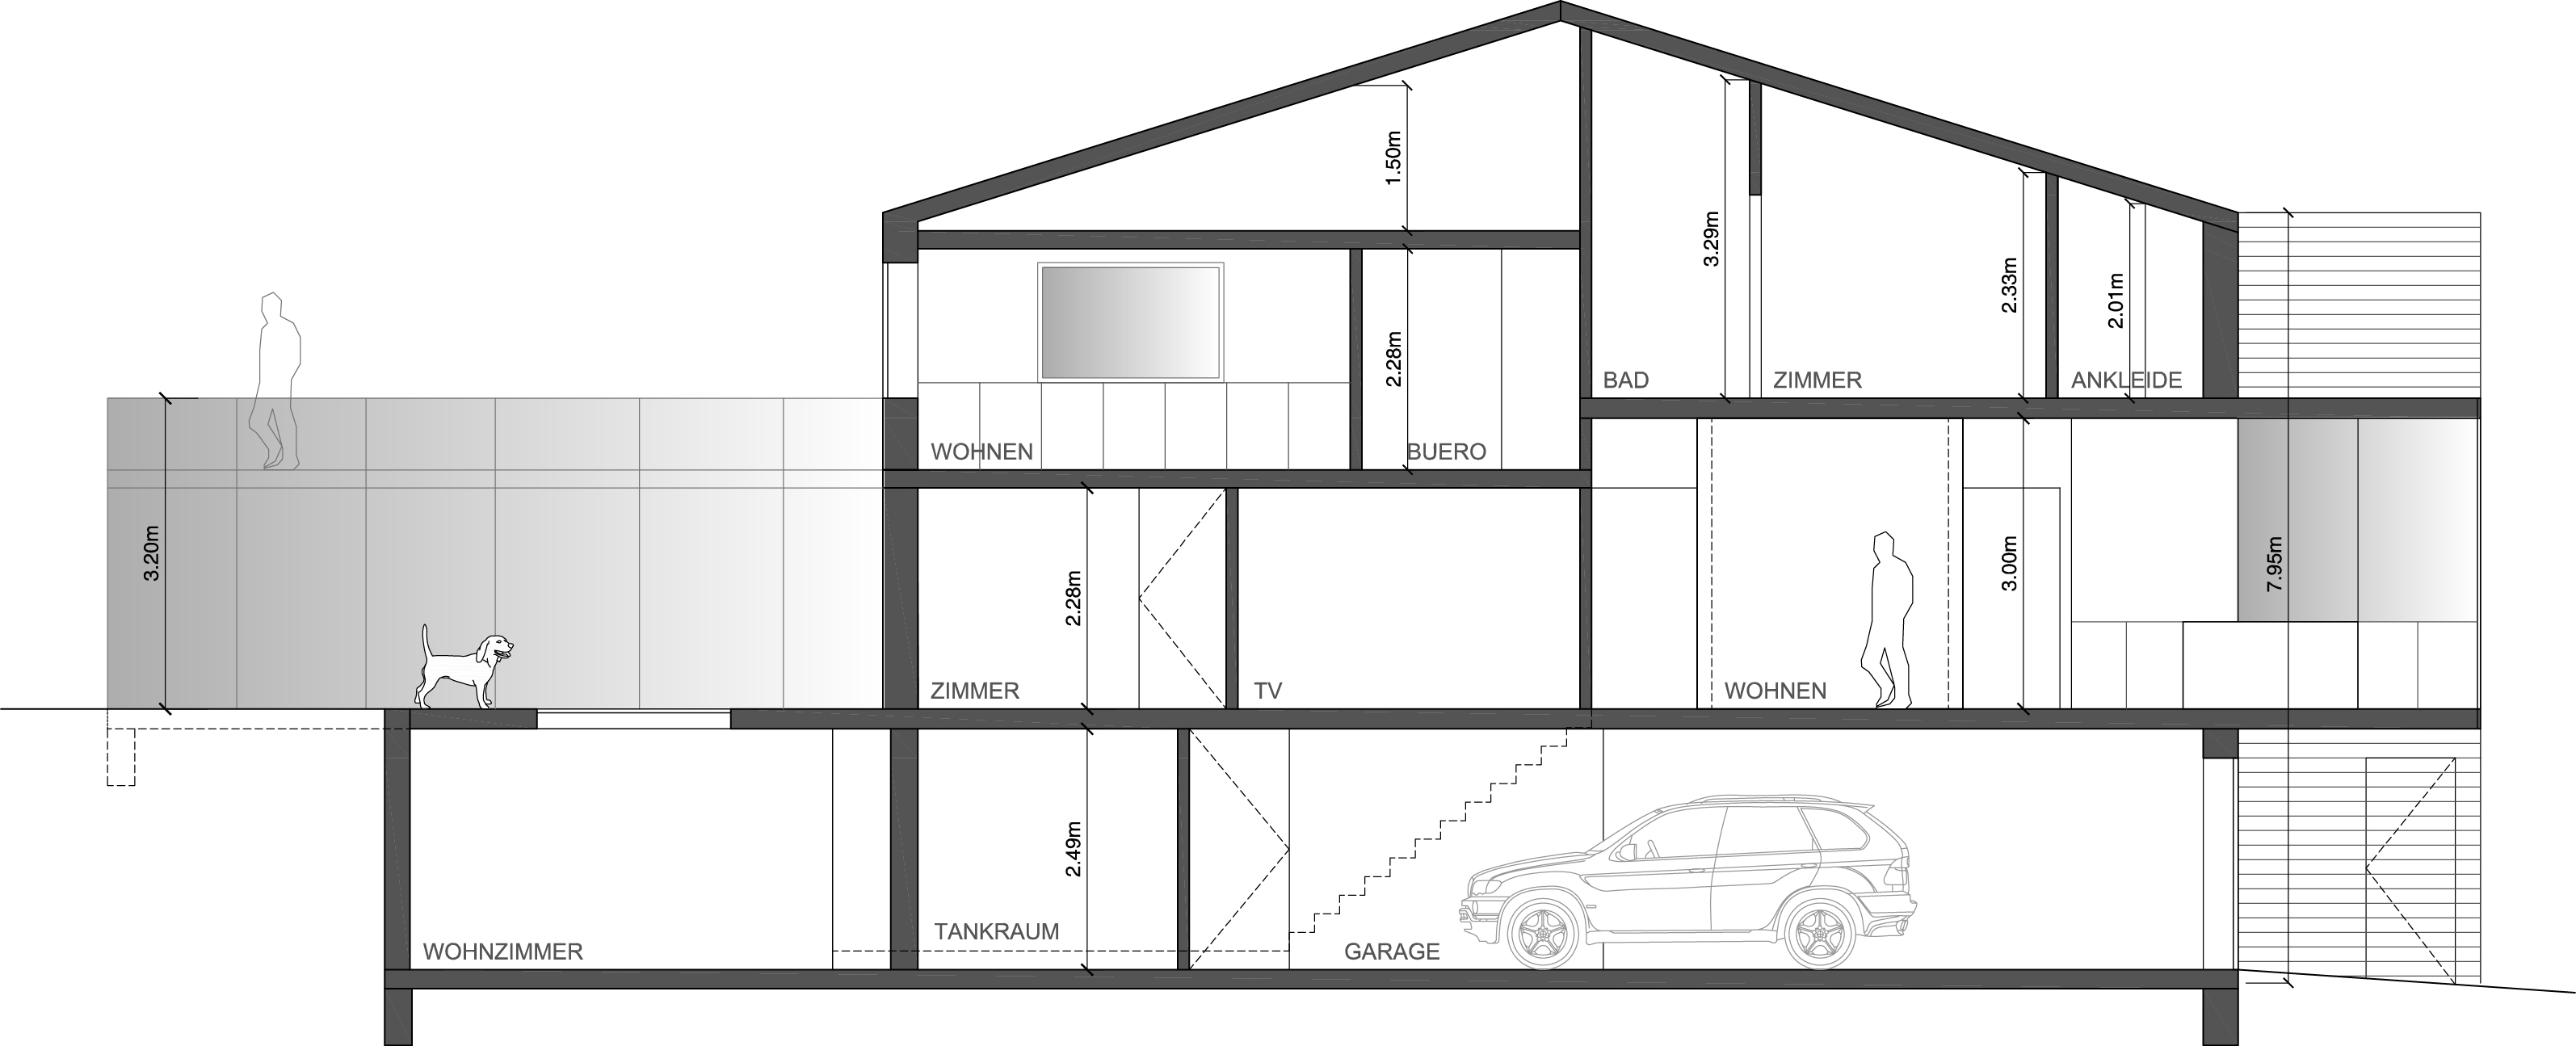 1.50m
3.29m
2.33m
2.01m
2.28m
BAD
ZIMMER
ANKLEIDE
WOHNEN
BUERO
3.20m
2.28m
3.00m
7.95m
ZIMMER
TV
WOHNEN
2.49m
WOHNZIMMER
TANKRAUM
GARAGE